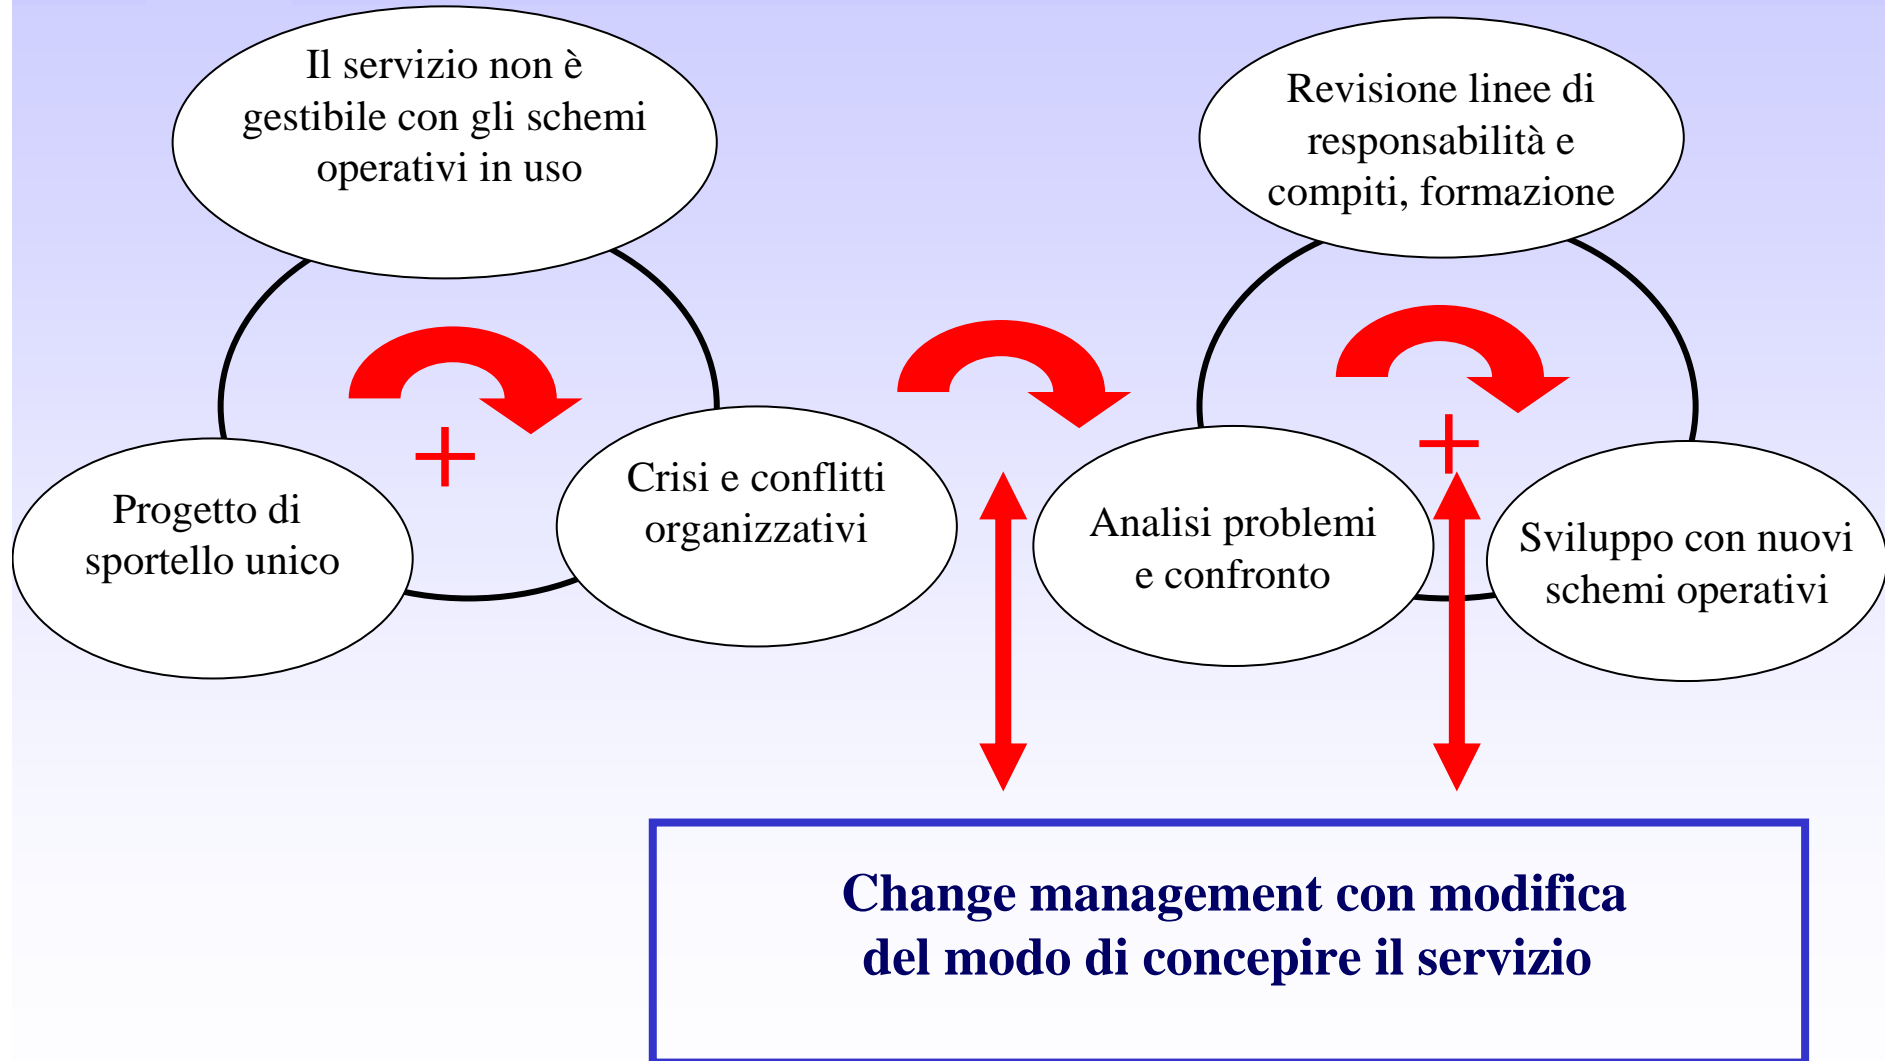 Il servizio non è
gestibile con gli schemi
operativi in uso
Progetto di
sportello unico
+
Crisi e conflitti
organizzativi
Revisione linee di
responsabilità e
compiti, formazione
Analisi problemi
e confronto
+
Sviluppo con nuovi
schemi operativi
Change management con modifica
del modo di concepire il servizio